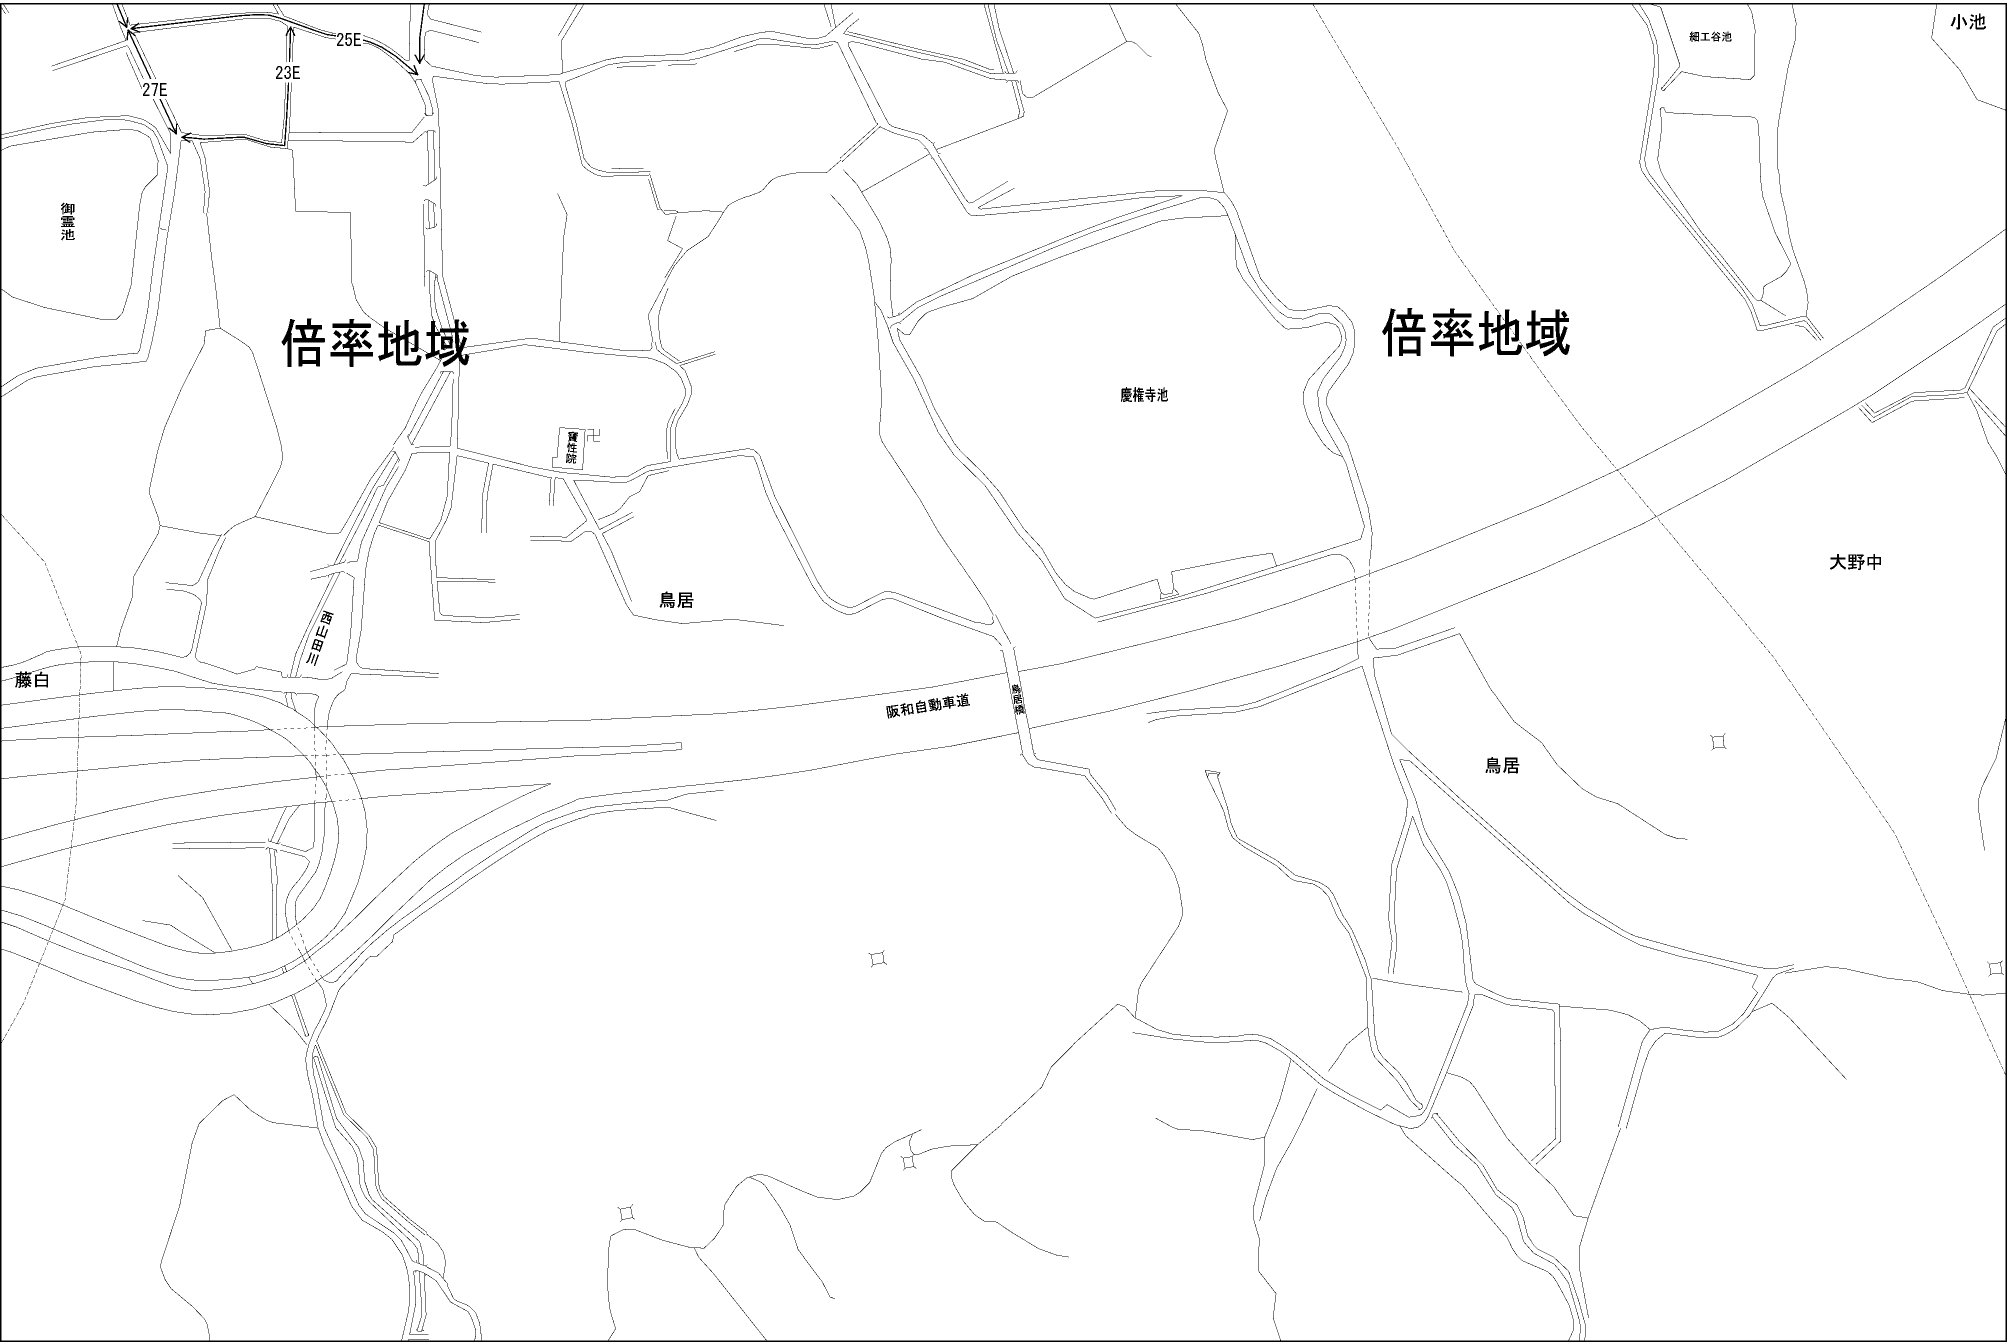 小池
細工谷池
25E
23E
27E
御霊池
倍率地域
倍率地域
慶権寺池
寶性院
大野中
鳥居
西山田川
藤白
阪和自動車道
鳥居橋
鳥居